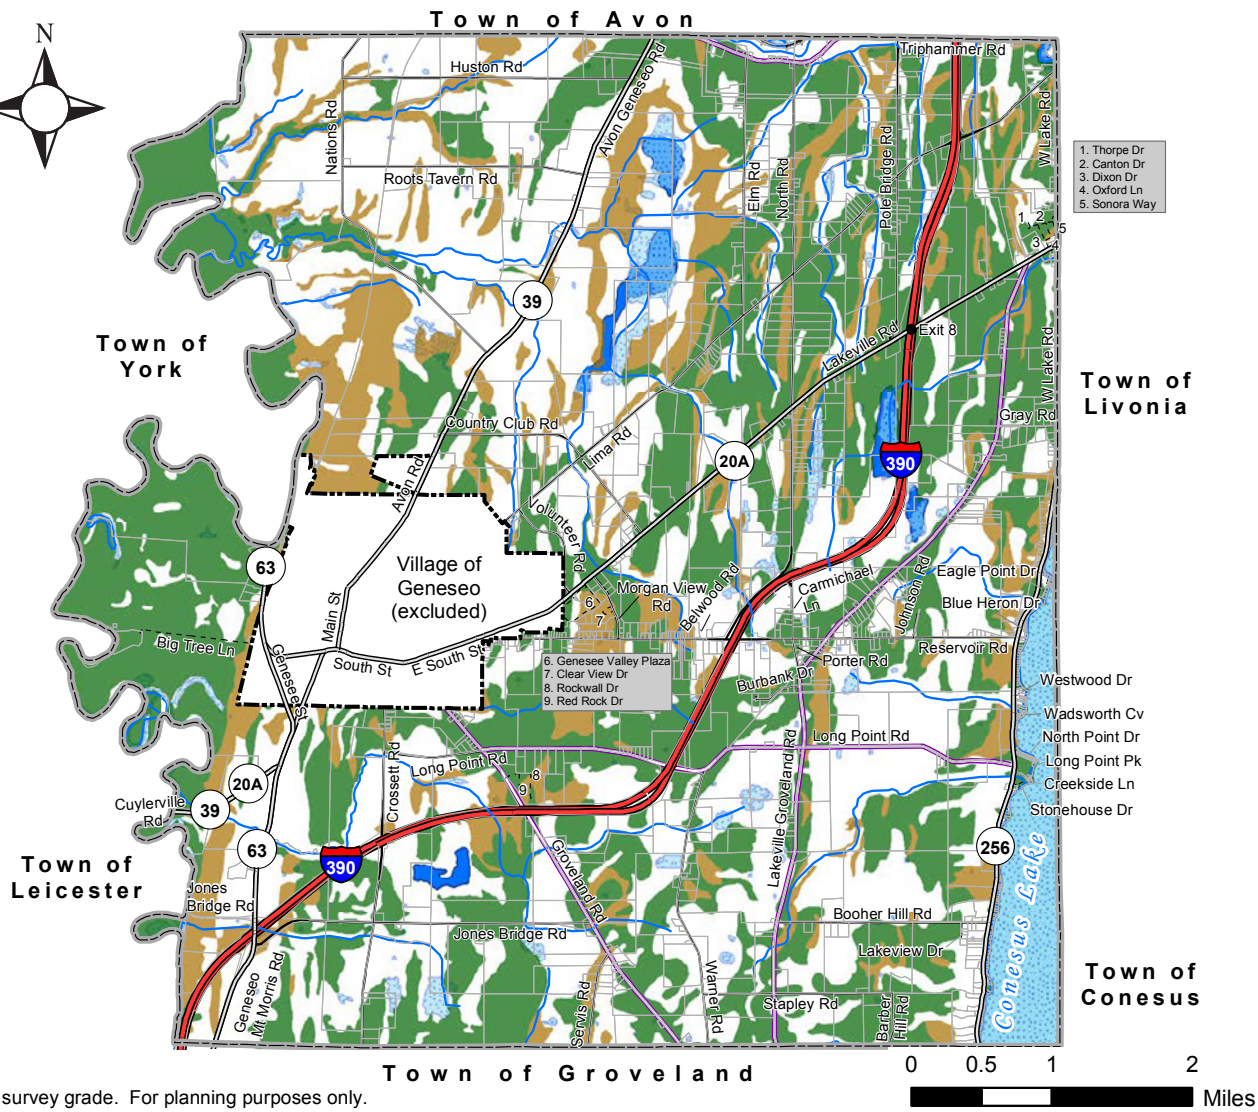 Town of Avon
N
Triphammer Rd
Huston Rd
Avon Geneseo Rd
Nations Rd
W Lake Rd
1. Thorpe Dr
2. Canton Dr
3. Dixon Dr
4. Oxford Ln
5. Sonora Way
Roots Tavern Rd
Elm Rd
North Rd
Pole Bridge Rd
1
2
5
3
4
39
Exit 8
Lakeville Rd
Town of
York
W Lake Rd
Town of
Livonia
Gray Rd
Country Club Rd
Lima Rd
20A
390
Avon Rd
Volunteer Rd
63
Village of
Geneseo
(excluded)
Morgan View
Rd
6
7
Belwood Rd
Carmichael
Ln
Johnson Rd
Eagle Point Dr
Blue Heron Dr
Main St
Big Tree Ln
Genesee St
South St
E South St
Reservoir Rd
Porter Rd
6. Genesee Valley Plaza
7. Clear View Dr
8. Rockwall Dr
9. Red Rock Dr
Burbank Dr
Westwood Dr
Wadsworth Cv
North Point Dr
Long Point Rd
Long Point Pk
Long Point Rd
Creekside Ln
8
9
Crossett Rd
20A
Cuylerville
Rd
39
Stonehouse Dr
Lakeville Groveland Rd
63
390
256
Town of
Leicester
Groveland Rd
Conesus Lake
Jones
Bridge Rd
Booher Hill Rd
Jones Bridge Rd
Lakeview Dr
Town of
Conesus
Geneseo
Mt Morris Rd
Servis Rd
Warner Rd
Stapley Rd
Barber
Hill Rd
Town of Groveland
0 0.5 1 2
Miles
survey grade. For planning purposes only.